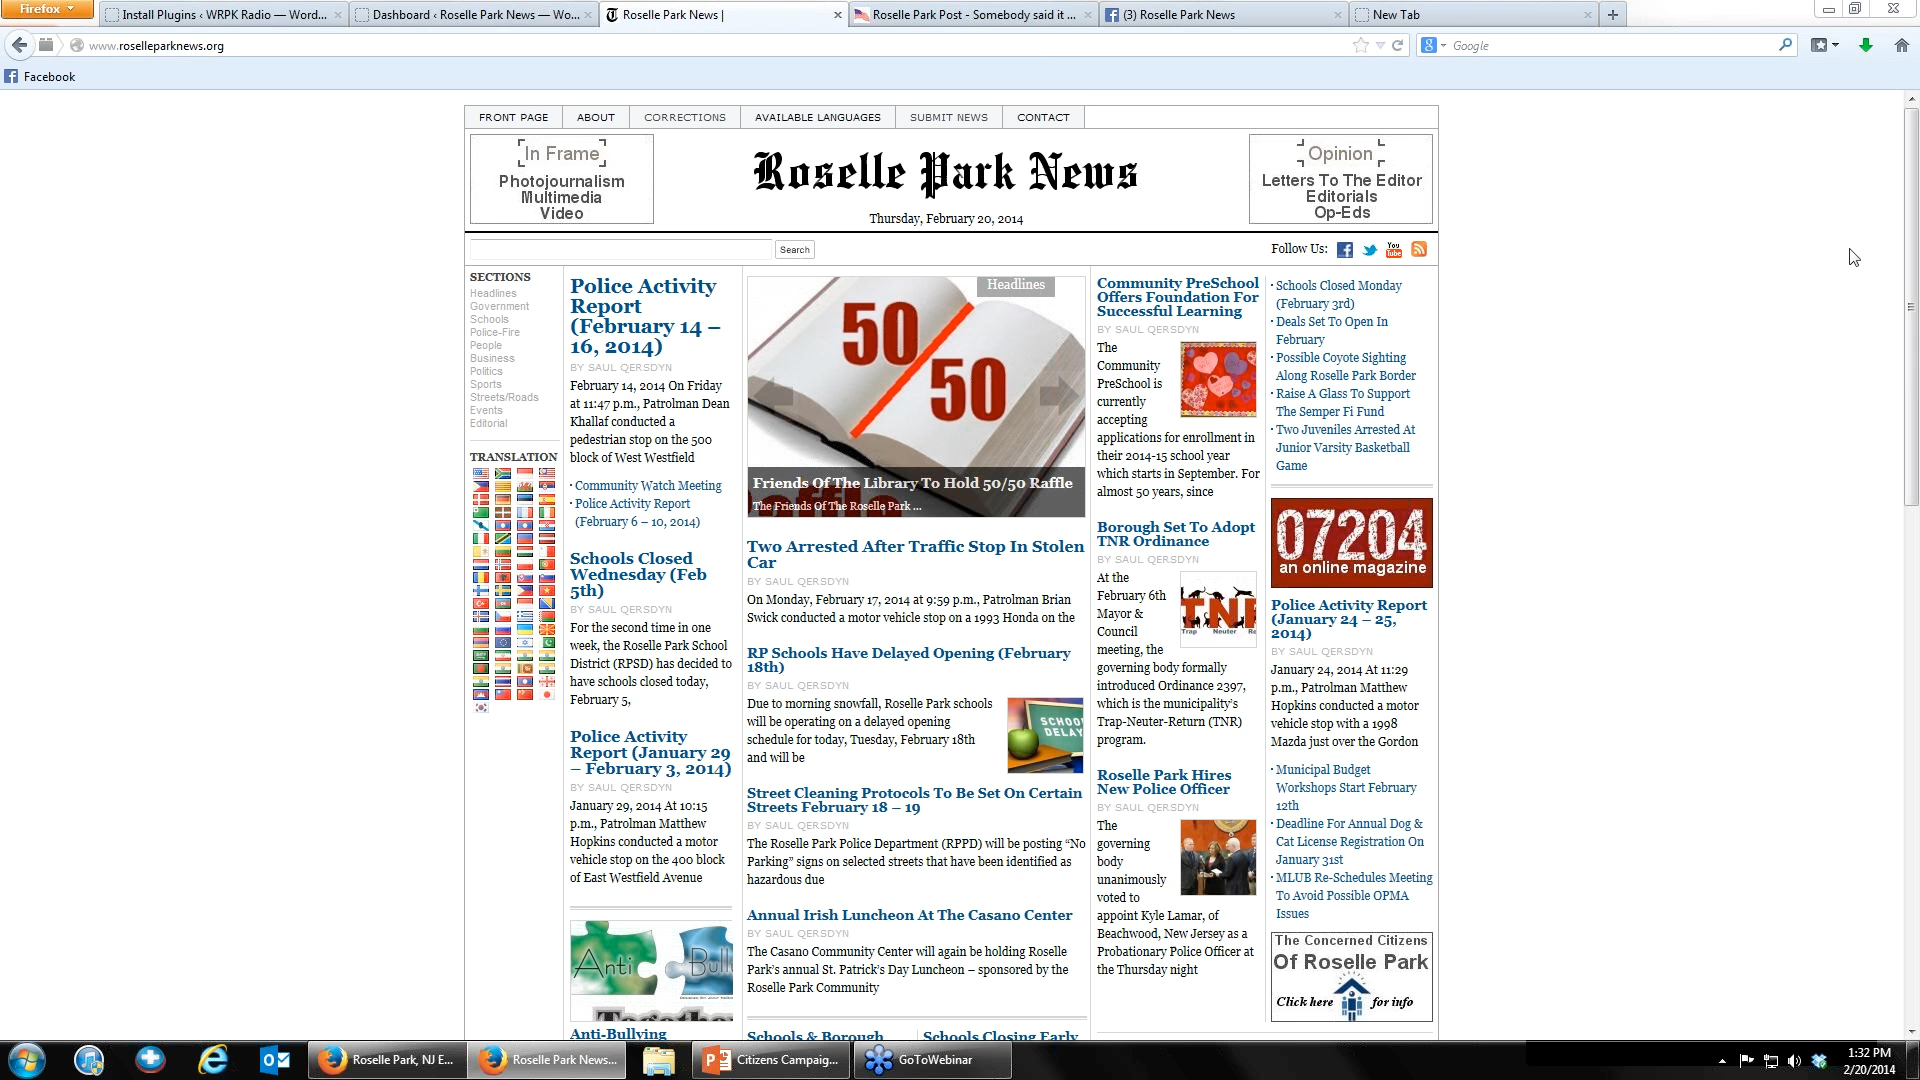 Firefox
Install Plugins ‹ WRPK Radio — Word...
Dashboard ‹ Roselle Park News — Wo...
Roselle Park News |
Roselle Park Post - Somebody said it ...
(3) Roselle Park News
New Tab
www.roselleparknews.org
Google
Facebook
FRONT PAGE
ABOUT
CORRECTIONS
AVAILABLE LANGUAGES
SUBMIT NEWS
CONTACT
In Frame
Photojournalism
Multimedia
Video
Roselle Park News
Thursday, February 20, 2014
Opinion
Letters To The Editor
Editorials
Op-Eds
Search
Follow Us:
You
Tube
SECTIONS
Headlines
Government
Schools
Police-Fire
People
Business
Politics
Sports
Streets/Roads
Events
Editorial
TRANSLATION
Police Activity
Report
(February 14 –
16, 2014)
BY SAUL QERSDYN
February 14, 2014 On Friday
at 11:47 p.m., Patrolman Dean
Khallaf conducted a
pedestrian stop on the 500
block of West Westfield
· Community Watch Meeting
· Police Activity Report
(February 6 – 10, 2014)
Schools Closed
Wednesday (Feb
5th)
BY SAUL QERSDYN
For the second time in one
week, the Roselle Park School
District (RPSD) has decided to
have schools closed today,
February 5,
Police Activity
Report (January 29
– February 3, 2014)
BY SAUL QERSDYN
January 29, 2014 At 10:15
p.m., Patrolman Matthew
Hopkins conducted a motor
vehicle stop on the 400 block
of East Westfield Avenue
Anti Bull
Together
Anti-Bullying
Headlines
50
50
Friends Of The Library To Hold 50/50 Raffle
The Friends Of The Roselle Park ...
Two Arrested After Traffic Stop In Stolen
Car
BY SAUL QERSDYN
On Monday, February 17, 2014 at 9:59 p.m., Patrolman Brian
Swick conducted a motor vehicle stop on a 1993 Honda on the
RP Schools Have Delayed Opening (February
18th)
BY SAUL QERSDYN
Due to morning snowfall, Roselle Park schools
will be operating on a delayed opening
schedule for today, Tuesday, February 18th
and will be
SCHOO
DELAY
Street Cleaning Protocols To Be Set On Certain
Streets February 18 – 19
BY SAUL QERSDYN
The Roselle Park Police Department (RPPD) will be posting “No
Parking” signs on selected streets that have been identified as
hazardous due
Annual Irish Luncheon At The Casano Center
BY SAUL QERSDYN
The Casano Community Center will again be holding Roselle
Park’s annual St. Patrick’s Day Luncheon – sponsored by the
Roselle Park Community
Schools & Borough
Schools Closing Early
Community PreSchool
Offers Foundation For
Successful Learning
BY SAUL QERSDYN
The
Community
PreSchool is
currently
accepting
applications for enrollment in
their 2014-15 school year
which starts in September. For
almost 50 years, since
Borough Set To Adopt
TNR Ordinance
BY SAUL QERSDYN
At the
February 6th
Mayor &
Council
meeting, the
governing body formally
introduced Ordinance 2397,
which is the municipality’s
Trap-Neuter-Return (TNR)
program.
TNR
Trap Neuter Re
Roselle Park Hires
New Police Officer
BY SAUL QERSDYN
The
governing
body
unanimously
voted to
appoint Kyle Lamar, of
Beachwood, New Jersey as a
Probationary Police Officer at
the Thursday night
· Schools Closed Monday
(February 3rd)
· Deals Set To Open In
February
· Possible Coyote Sighting
Along Roselle Park Border
· Raise A Glass To Support
The Semper Fi Fund
· Two Juveniles Arrested At
Junior Varsity Basketball
Game
07204
an online magazine
Police Activity Report
(January 24 – 25,
2014)
BY SAUL QERSDYN
January 24, 2014 At 11:29
p.m., Patrolman Matthew
Hopkins conducted a motor
vehicle stop with a 1998
Mazda just over the Gordon
· Municipal Budget
Workshops Start February
12th
· Deadline For Annual Dog &
Cat License Registration On
January 31st
· MLUB Re-Schedules Meeting
To Avoid Possible OPMA
Issues
The Concerned Citizens
Of Roselle Park
Click here for info
Roselle Park, NJ E...
Roselle Park News...
Citizens Campaig...
GoToWebinar
1:32 PM
2/20/2014